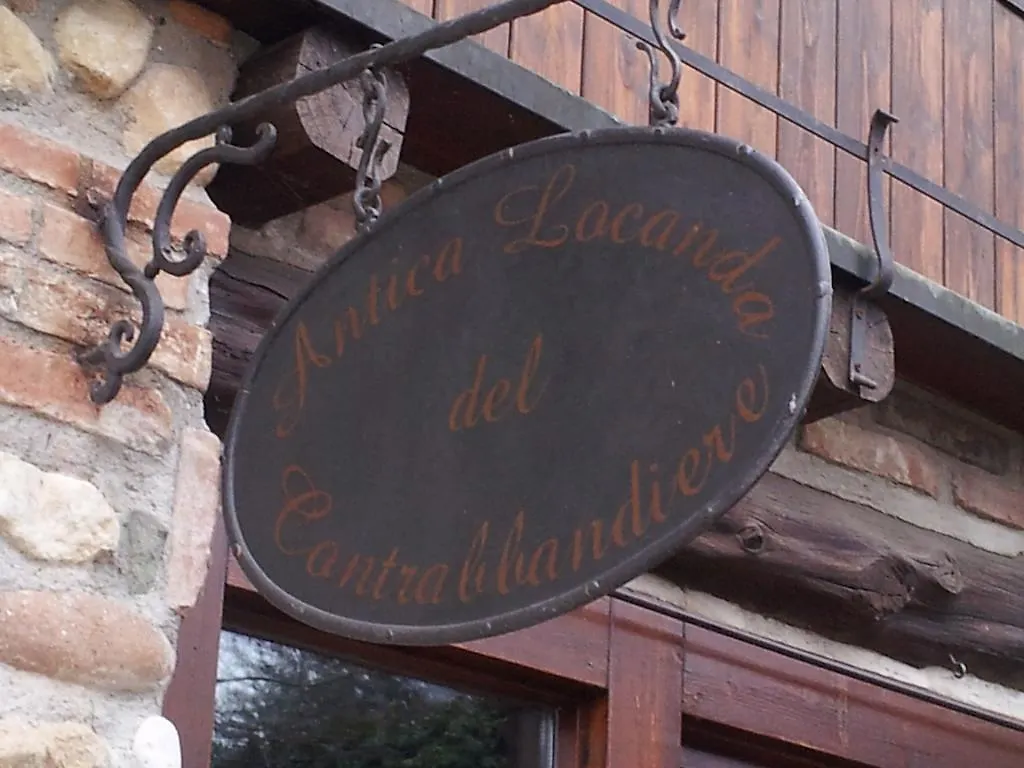 Antica Locanda
del
Contrabbandiere